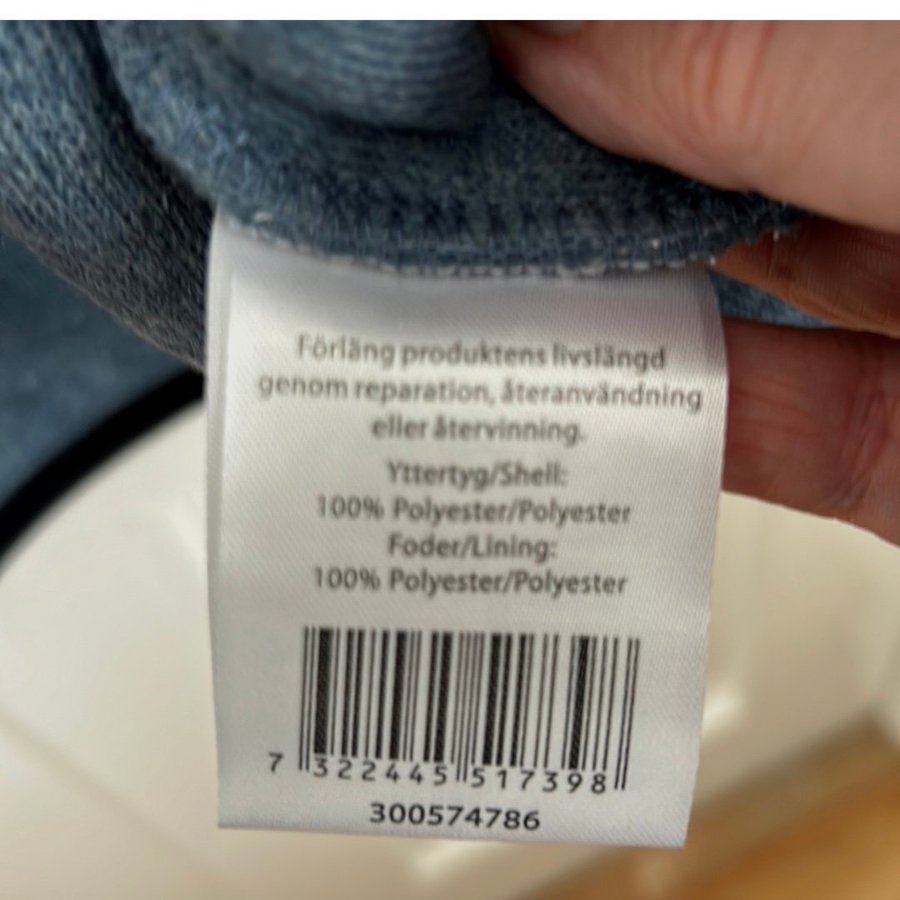 Förläng produktens livslängd
genom reparation, återanvändning
eller återvinning.
Yttertyg/Shell:
100% Polyester/Polyester
Foder/Lining:
100% Polyester/Polyester
7 322445 517398
300574786